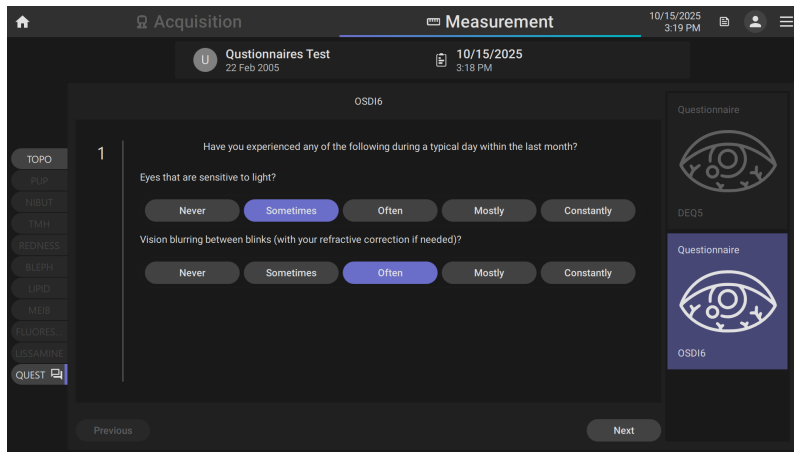 Acquisition
Measurement
10/15/2025
3:19 PM
U
Qustionnaires Test
22 Feb 2005
10/15/2025
3:18 PM
OSDI6
1
Have you experienced any of the following during a typical day within the last month?
Eyes that are sensitive to light?
Never Sometimes Often Mostly Constantly
Vision blurring between blinks (with your refractive correction if needed)?
Never Sometimes Often Mostly Constantly
Previous
Next
TOPO
PUP
NIBUT
TMH
REDNESS
BLEPH
LIPID
MEIB
FLUORES...
LISSAMINE
QUEST
Questionnaire
DEQ5
Questionnaire
OSDI6